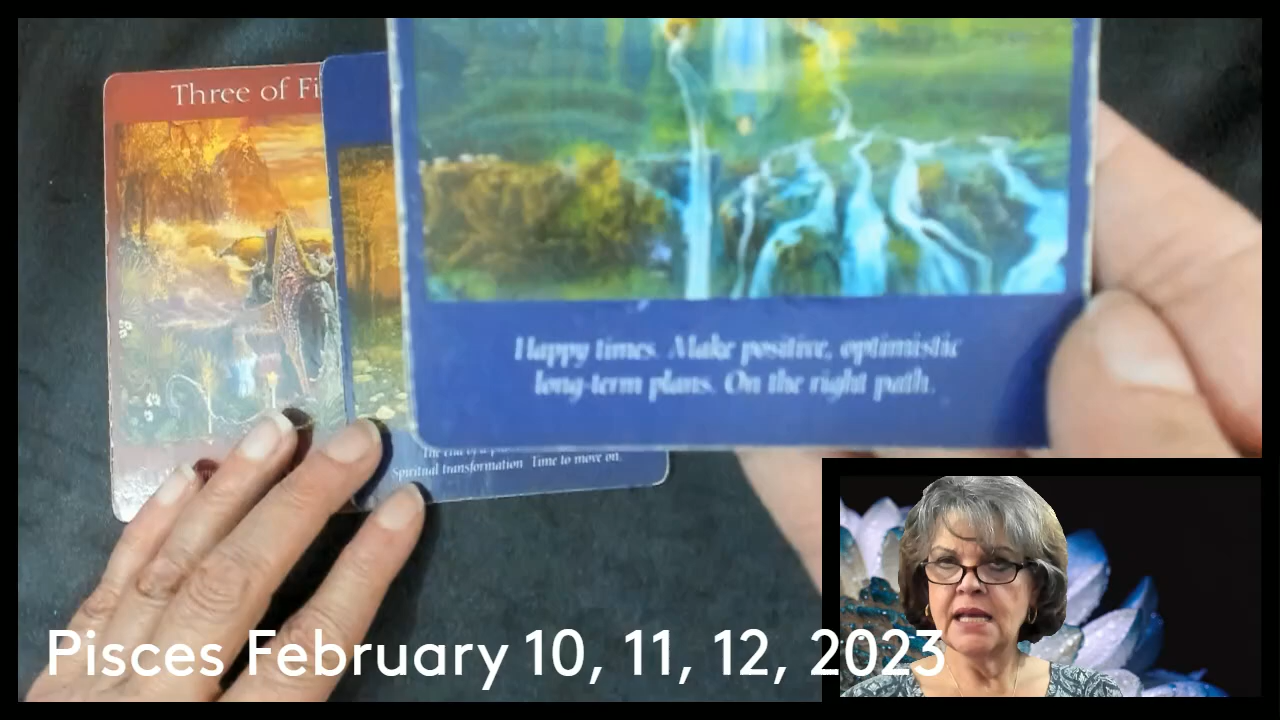 Three of Fi
Happy times. Make positive, optimistic
long-term plans. On the right path.
Spiritual transformation Time to move on.
Pisces February 10, 11, 12, 2023